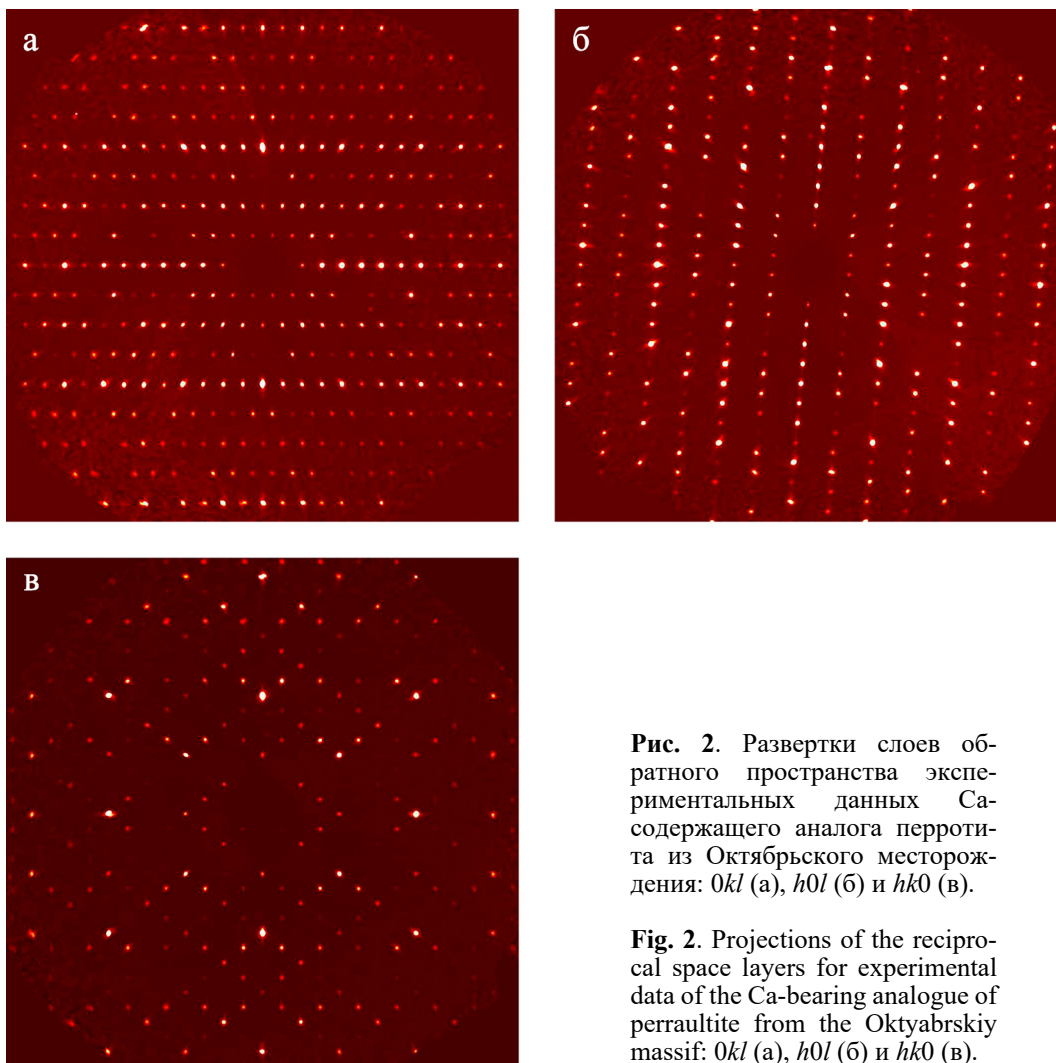 а
б
в
Рис. 2. Развертки слоев об-
ратного пространства экспе-
риментальных данных Ca-
содержащего аналога перроти-
та из Октябрьского месторож-
дения: 0kl (а), h0l (б) и hk0 (в).
Fig. 2. Projections of the recipro-
cal space layers for experimental
data of the Ca-bearing analogue of
perraultite from the Oktyabrskiy
massif: 0kl (а), h0l (б) и hk0 (в).